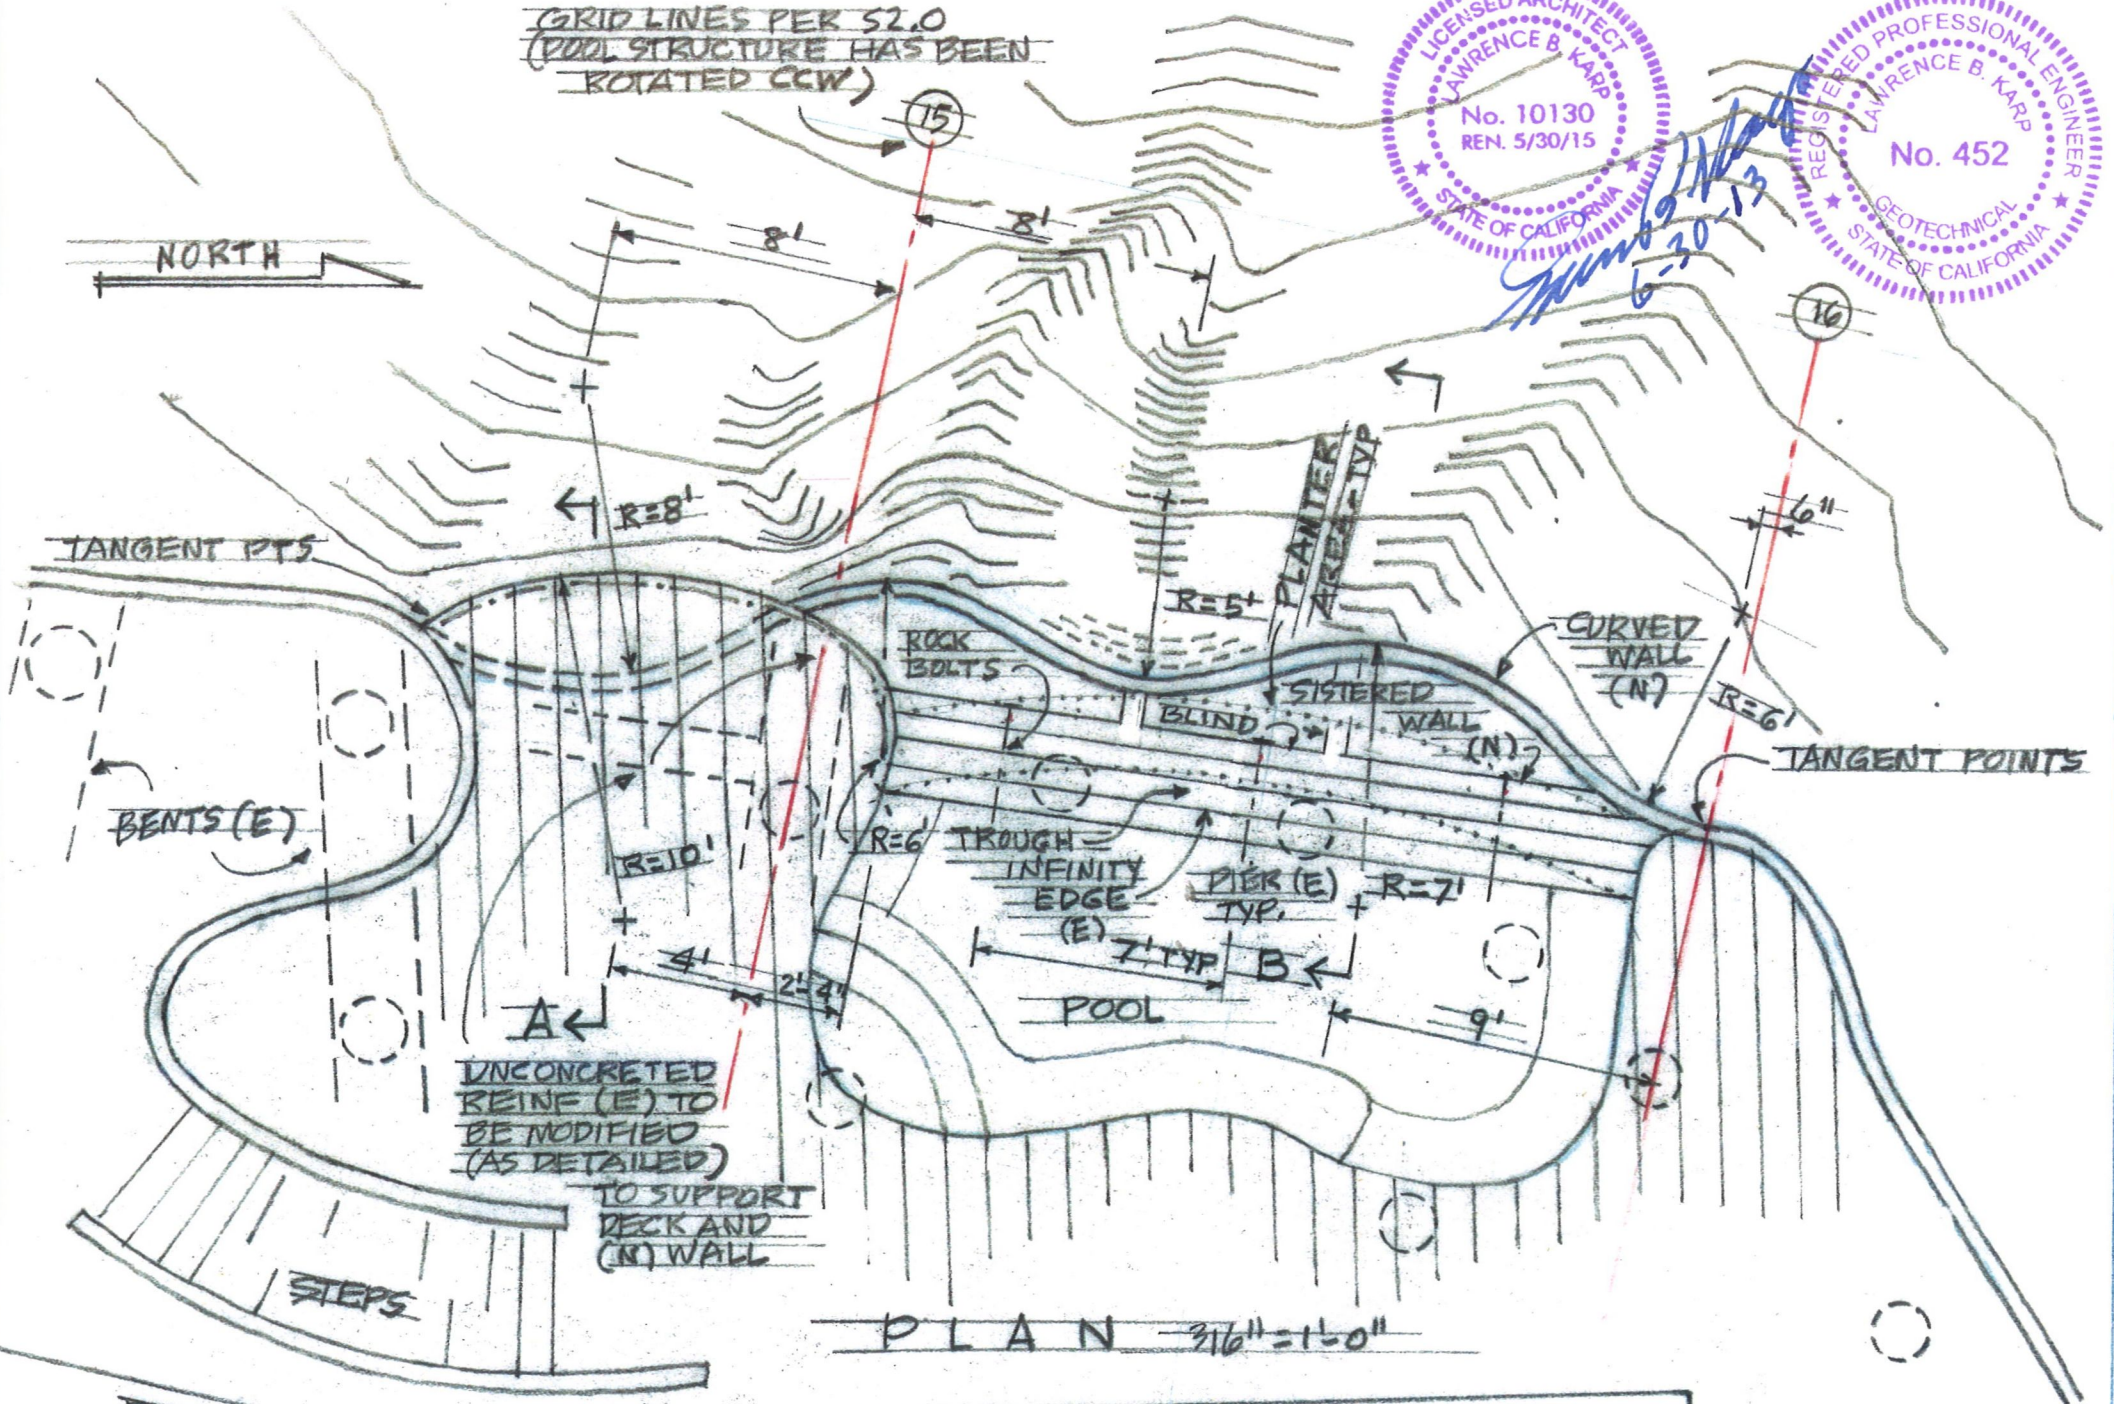 GRID LINES PER S2.0
(POOL STRUCTURE HAS BEEN
ROTATED CCW)
15
LICENSED ARCHITECT
LAWRENCE B. KARP
No. 10130
REN. 5/30/15
STATE OF CALIFORNIA
REGISTERED PROFESSIONAL ENGINEER
LAWRENCE B. KARP
No. 452
GEOTECHNICAL
STATE OF CALIFORNIA
6-30-13
NORTH
8'
8'
16
6"
R=8'
PLANTER
AREA - TYP
TANGENT PTS
R=5'
ROCK
BOLTS
CURVED
WALL
(N)
SISTERED
WALL
(N)
BLIND
R=6'
TANGENT POINTS
BENTS (E)
R=10'
R=6'
TROUGH
INFINITY
EDGE
(E)
PIER (E)
TYP.
R=7'
4'
2'-4"
7' TYP
B
A
POOL
9'
UNCONCRETED
REINF (E) TO
BE MODIFIED
(AS DETAILED)
TO SUPPORT
DECK AND
(N) WALL
STEPS
PLAN 3/16" = 1'-0"